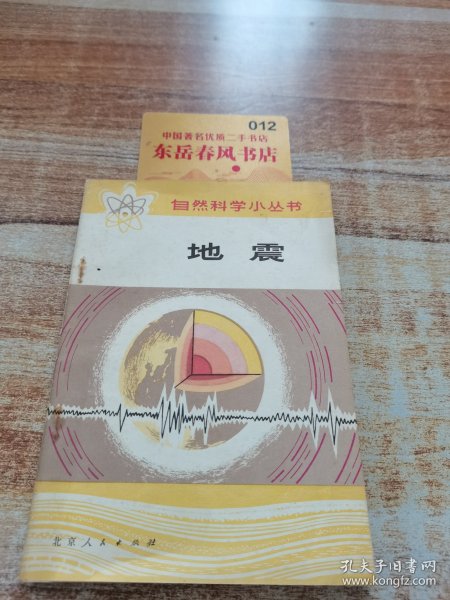 012
中国著名优质二手书店
东岳春风书店
自然科学小丛书
地震
北京人民出版社
孔夫子旧书网
www.kongfz.com